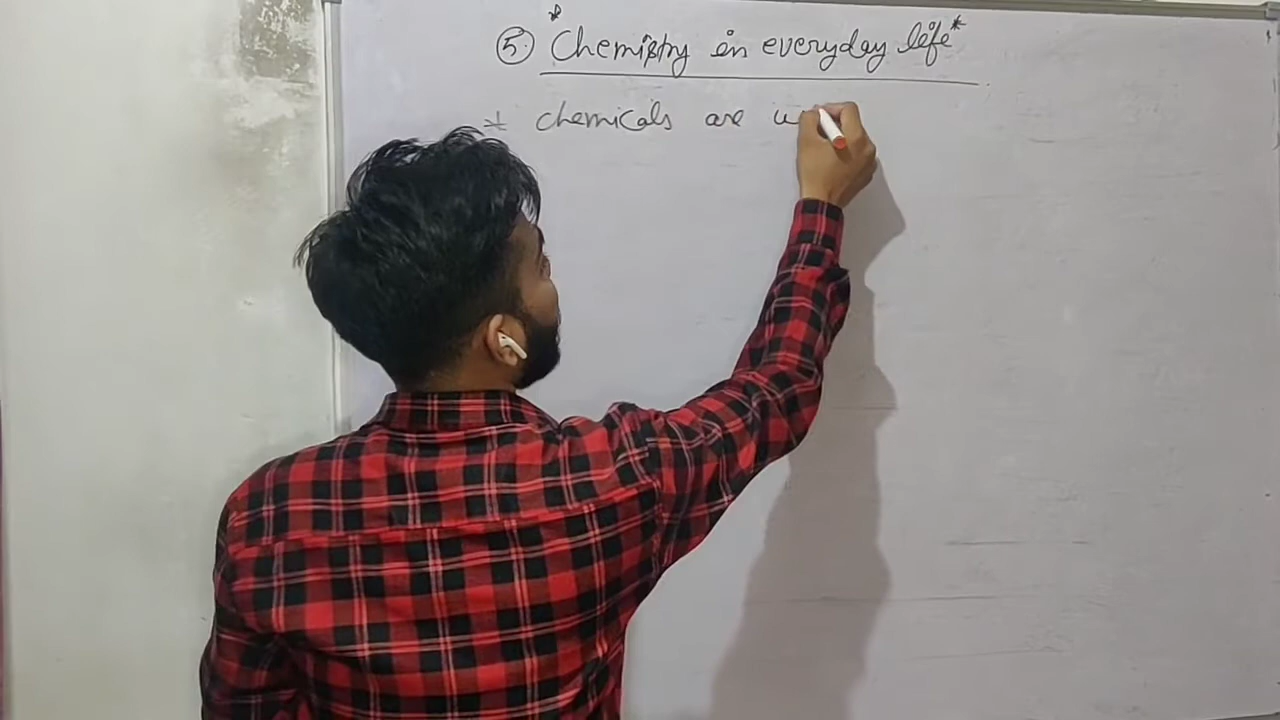 5. * Chemistry in everyday life *
* chemicals are